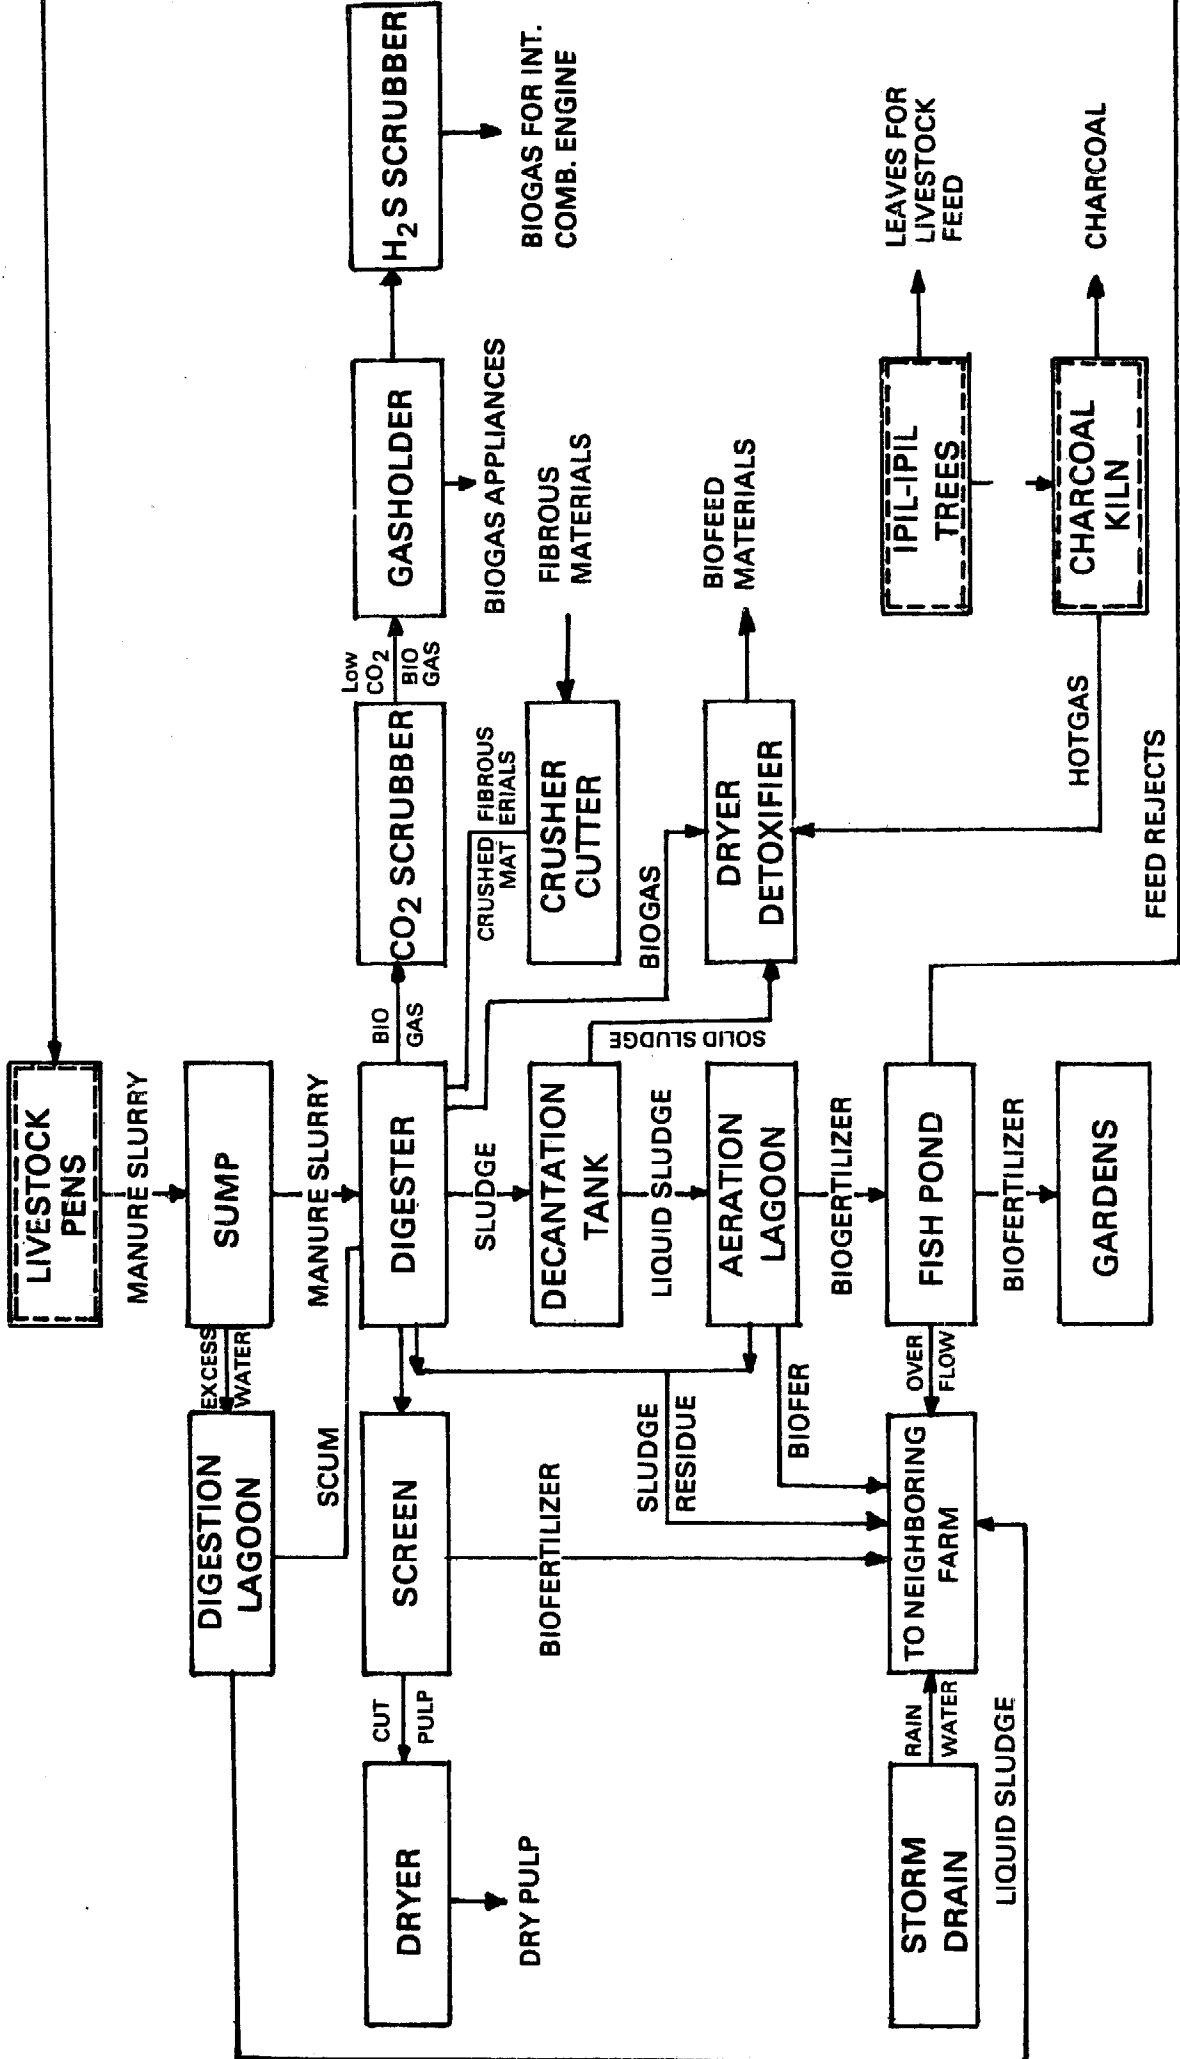 LIVESTOCK
PENS
MANURE SLURRY
EXCESS
WATER
SUMP
DIGESTION
LAGOON
MANURE SLURRY
SCUM
H2S SCRUBBER
BIOGAS FOR INT.
COMB. ENGINE
GASHOLDER
BIOGAS APPLIANCES
Low
CO2
BIO
GAS
CO2 SCRUBBER
BIO
GAS
DIGESTER
SCREEN
CUT
PULP
DRYER
DRY PULP
FIBROUS
MATERIALS
CRUSHED FIBROUS
MAT ERIALS
CRUSHER
CUTTER
SLUDGE
BIOFERTILIZER
DECANTATION
TANK
SOLID SLUDGE
BIOGAS
LIQUID SLUDGE
SLUDGE
RESIDUE
BIOFEED
MATERIALS
DRYER
DETOXIFIER
AERATION
LAGOON
BIOFER
BIOGERTILIZER
LEAVES FOR
LIVESTOCK
FEED
IPIL-IPIL
TREES
FISH POND
OVER
FLOW
TO NEIGHBORING
FARM
RAIN
WATER
STORM
DRAIN
LIQUID SLUDGE
BIOFERTILIZER
CHARCOAL
CHARCOAL
KILN
HOTGAS
GARDENS
FEED REJECTS